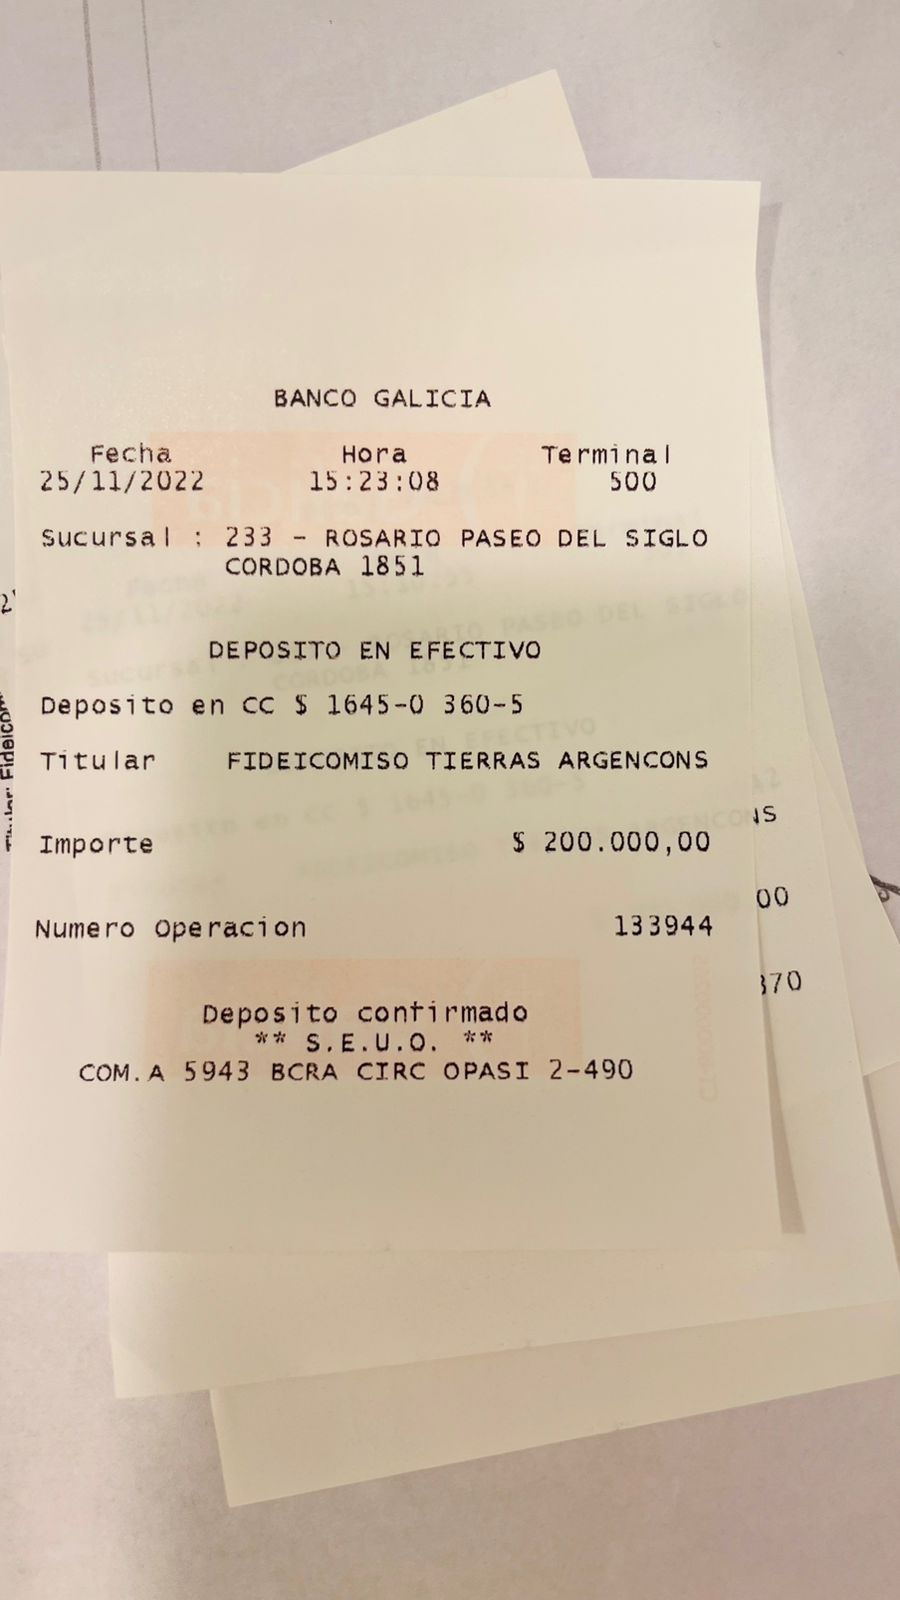 BANCO GALICIA
Fecha Hora Terminal
25/11/2022 15:23:08 500
Sucursal : 233 - ROSARIO PASEO DEL SIGLO
CORDOBA 1851
DEPOSITO EN EFECTIVO
Deposito en CC $ 1645-0 360-5
Titular FIDEICOMISO TIERRAS ARGENCONS
Importe $ 200.000,00
Numero Operacion 133944
Deposito confirmado
** S.E.U.O. **
COM.A 5943 BCRA CIRC OPASI 2-490